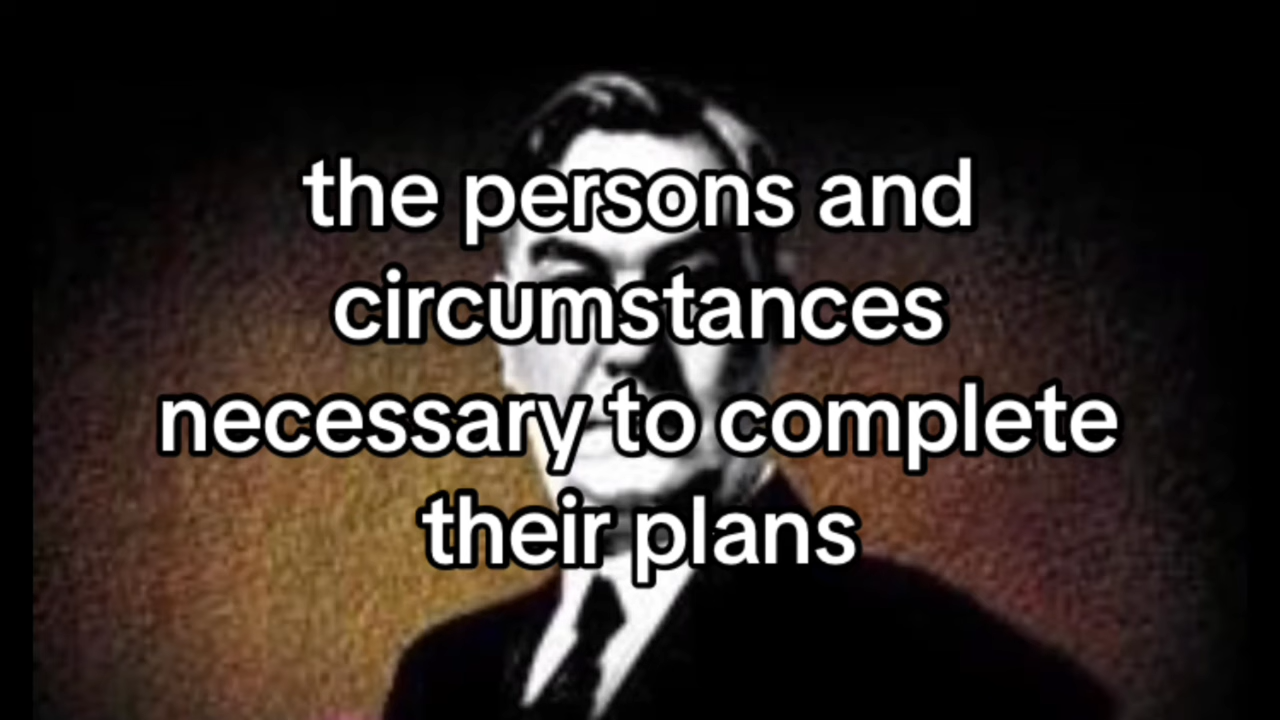 the persons and
circumstances
necessary to complete
their plans